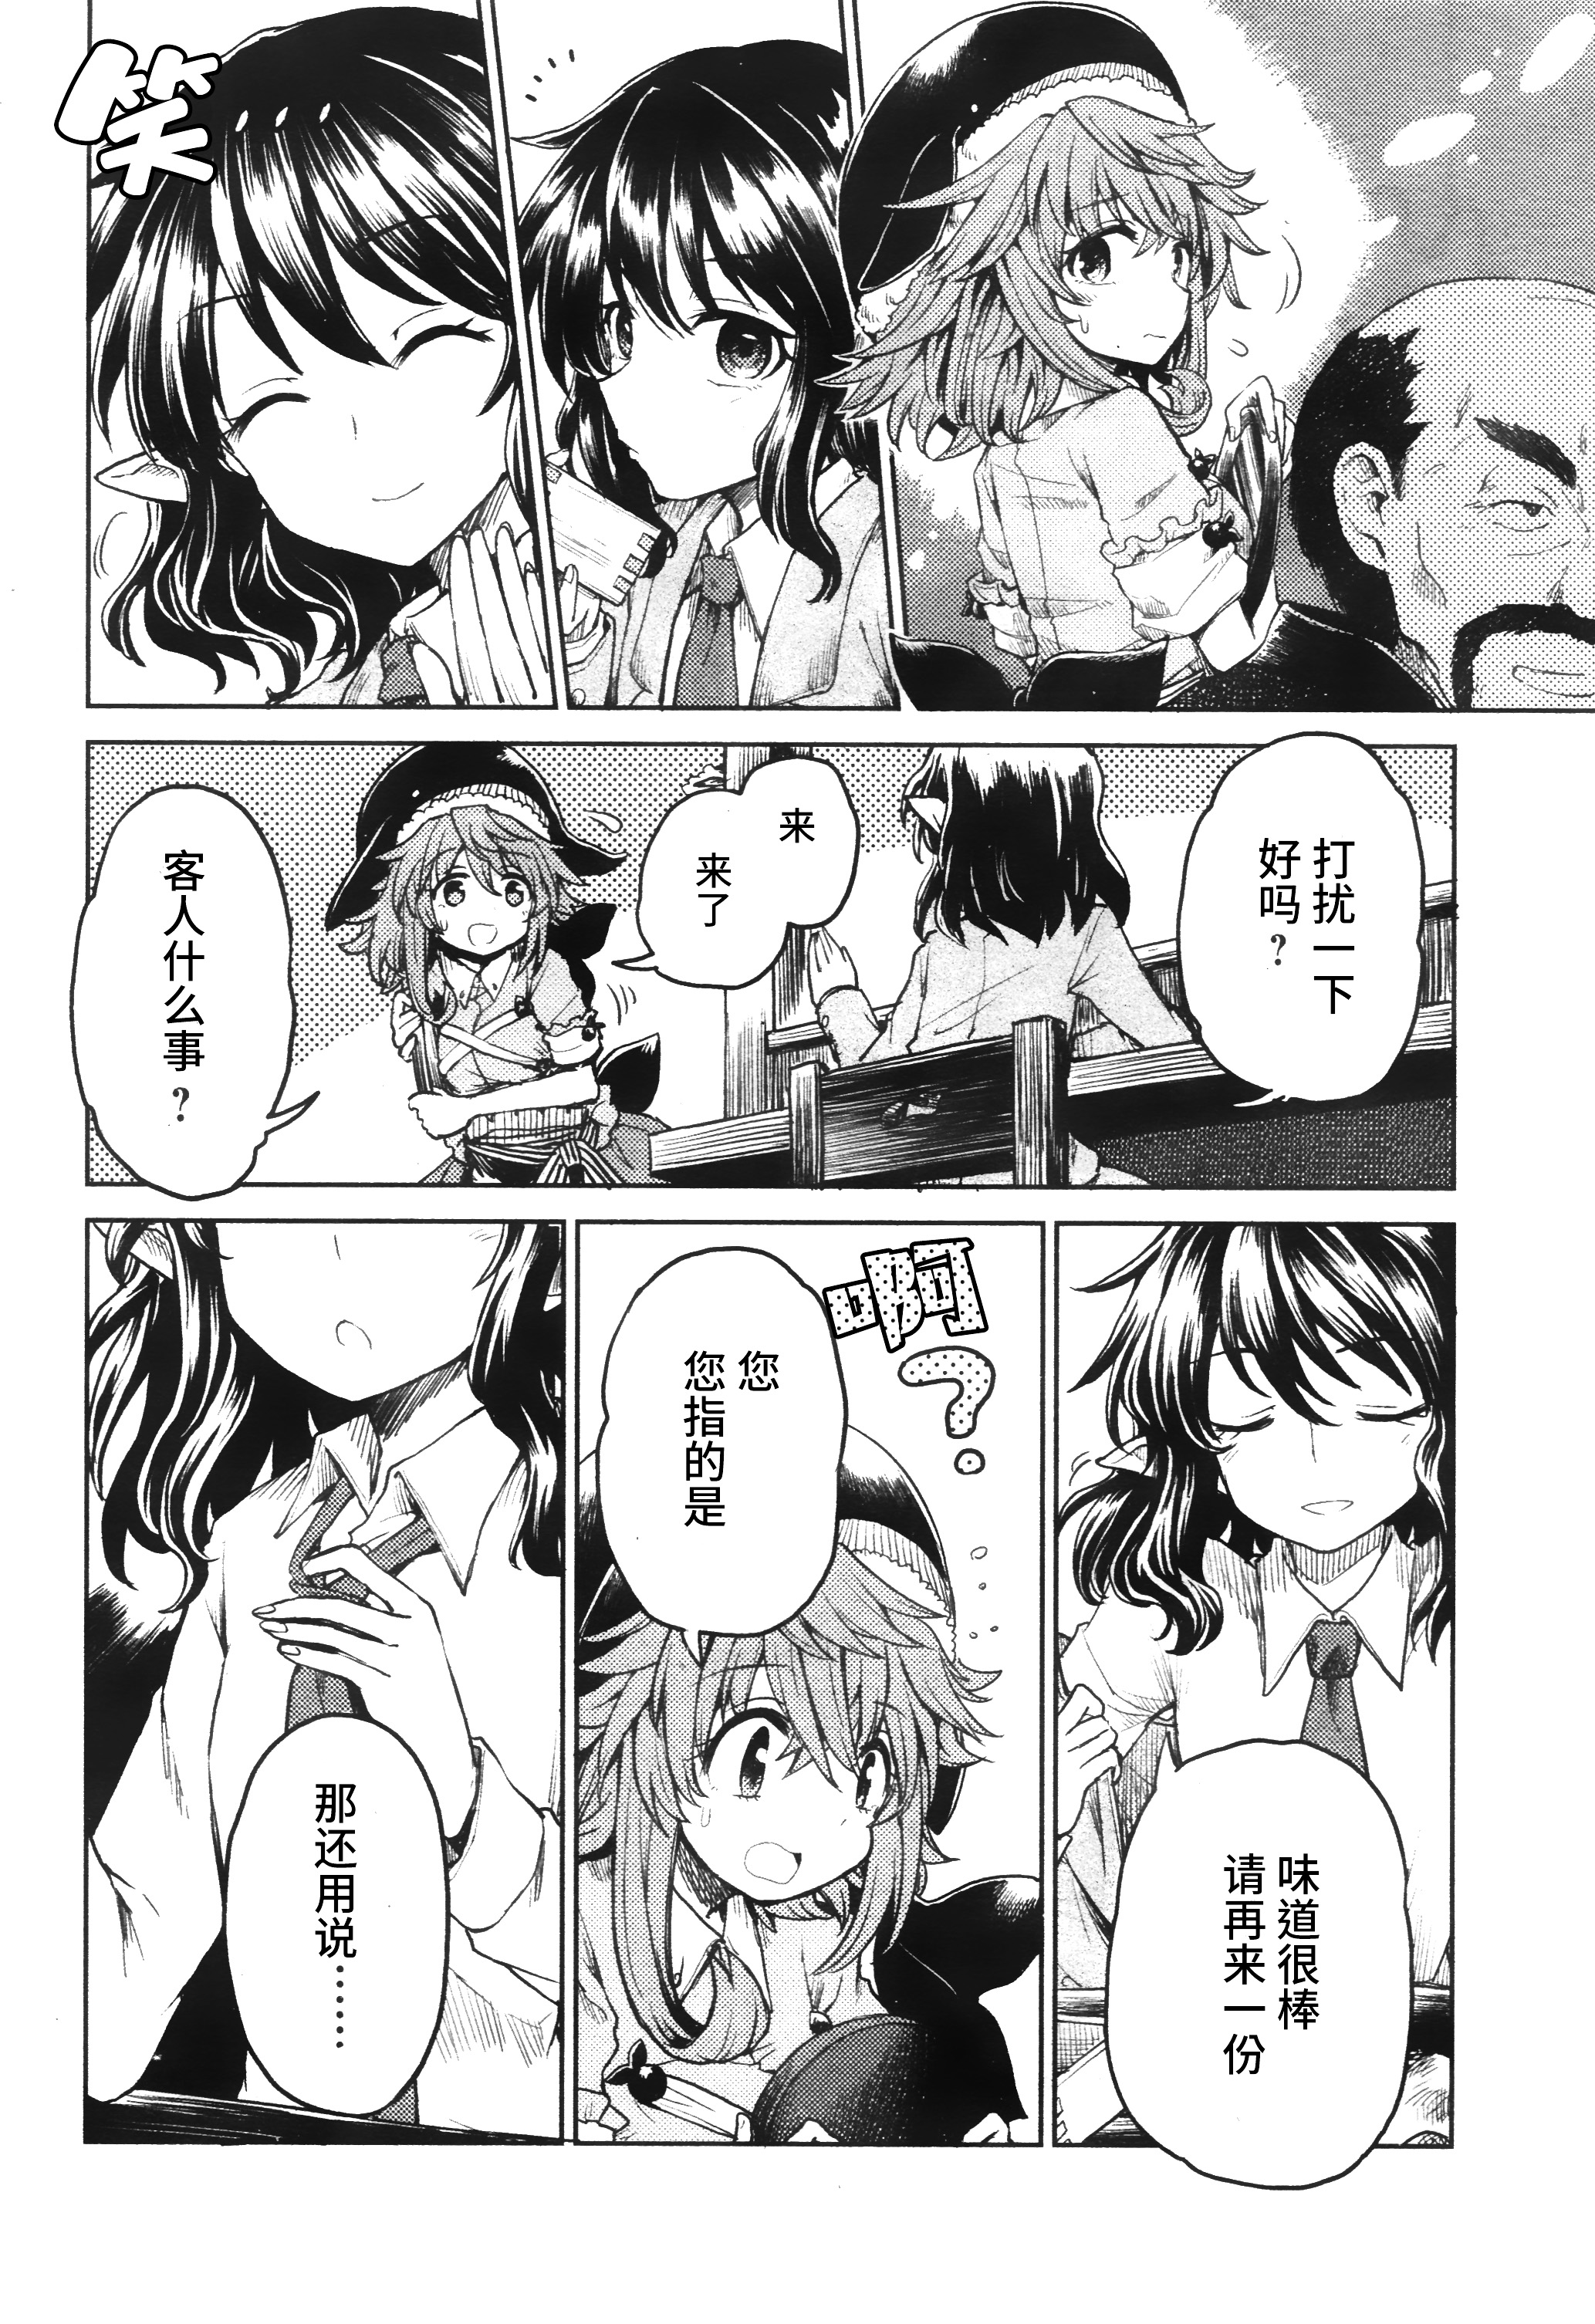 笑
打扰一下
好吗？
来
来了
客人什么事？
味道很棒
请再来一份
啊？
您
您指的是
那还用说……